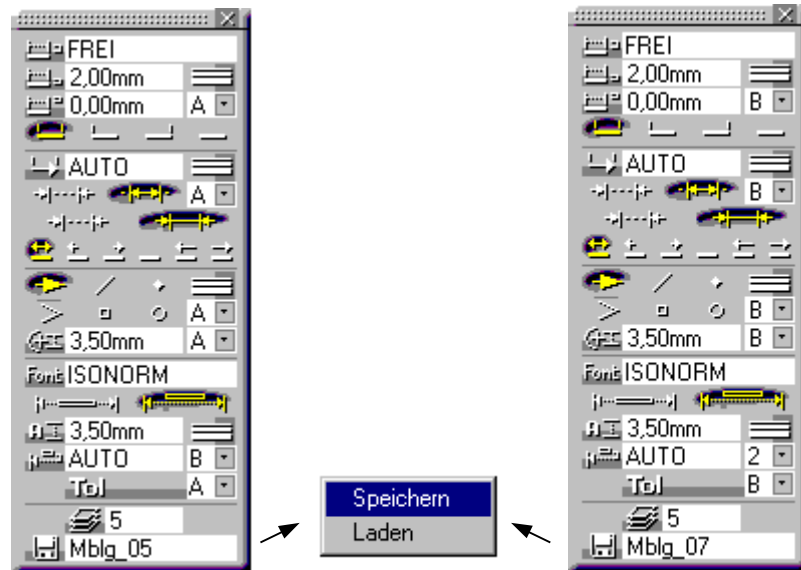 FREI
2,00mm
0,00mm A
AUTO
A
A
3,50mm A
Font ISONORM
A 3,50mm
AUTO B
Tol A
5
Mblg_05
Speichern
Laden
FREI
2,00mm
0,00mm B
AUTO
B
B
3,50mm B
Font ISONORM
A 3,50mm
AUTO 2
Tol B
5
Mblg_07